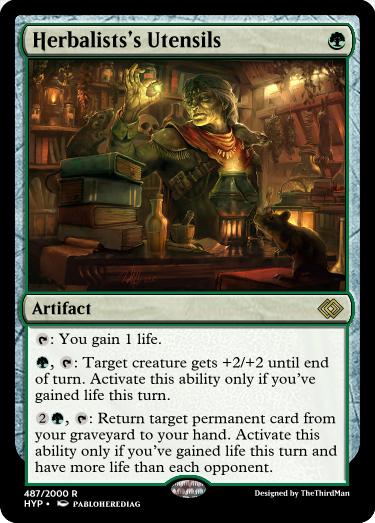 Herbalists's Utensils
Artifact
: You gain 1 life.
, : Target creature gets +2/+2 until end
of turn. Activate this ability only if you've
gained life this turn.
2 , : Return target permanent card from
your graveyard to your hand. Activate this
ability only if you've gained life this turn and
have more life than each opponent.
487/2000 R
HYP • PABLOHEREDIAG
Designed by TheThirdMan